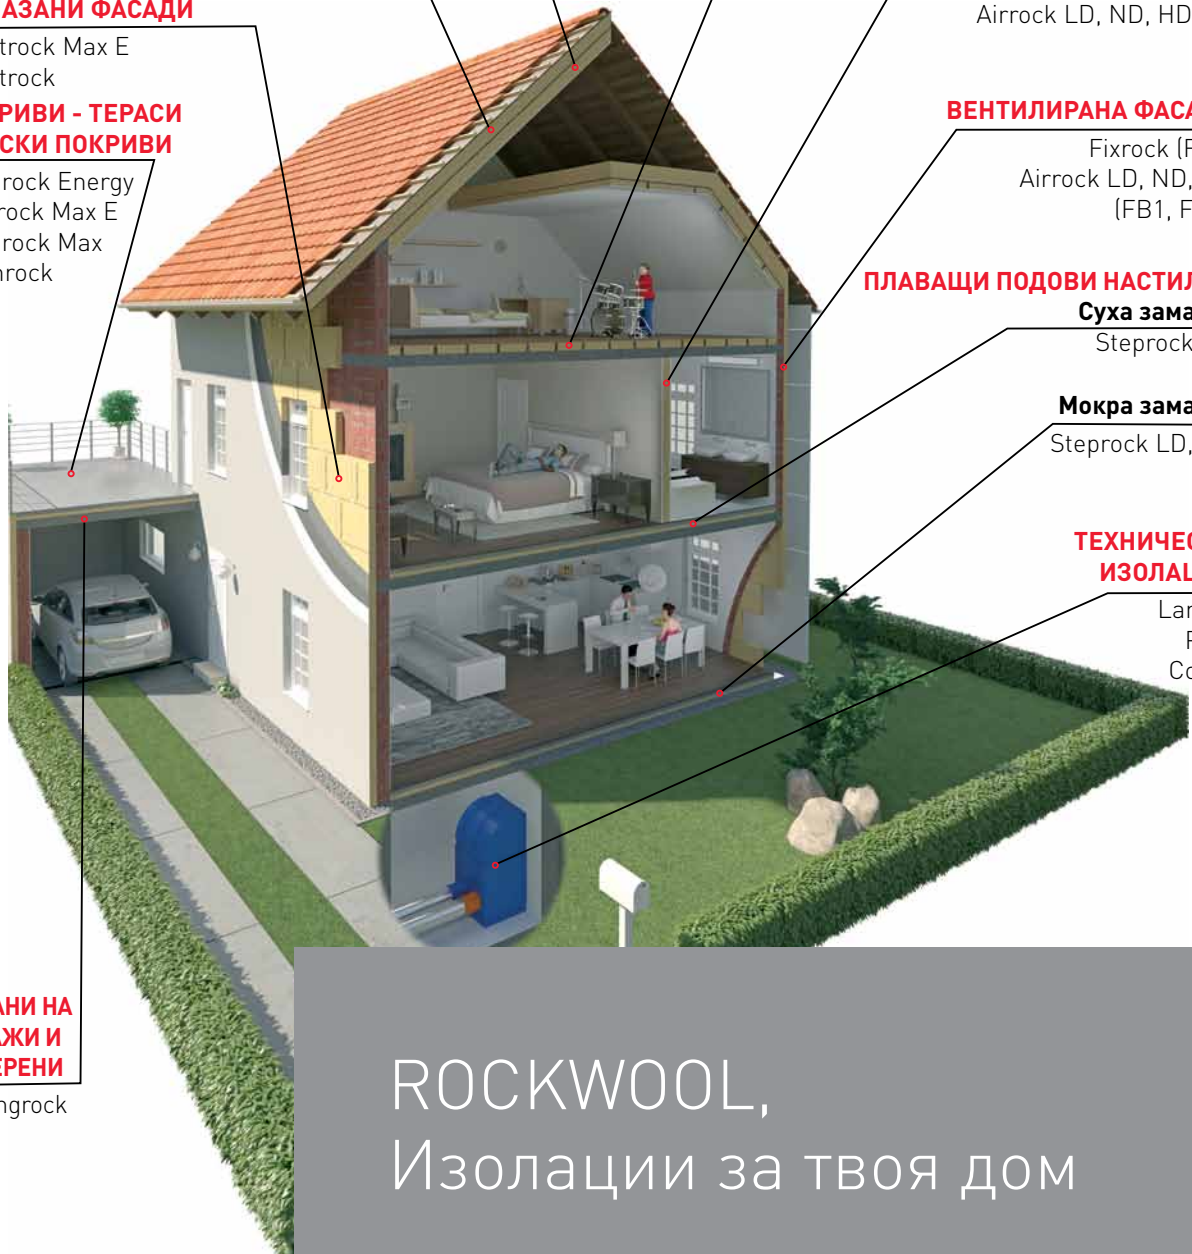 АЗАНИ ФАСАДИ
trock Max E
trock
РИВИ - ТЕРАСИ
СКИ ПОКРИВИ
rock Energy
rock Max E
rock Max
nrock
АНИ НА
АЖИ И
ЕРЕНИ
ngrock
Airrock LD, ND, HD
ВЕНТИЛИРАНА ФАСА
Fixrock (F
Airrock LD, ND,
(FB1, F
ПЛАВАЩИ ПОДОВИ НАСТИЛ
Суха зама
Steprock
Мокра зама
Steprock LD,
ТЕХНИЧЕС
ИЗОЛАЦ
Lar
Co
ROCKWOOL,
Изолации за твоя дом